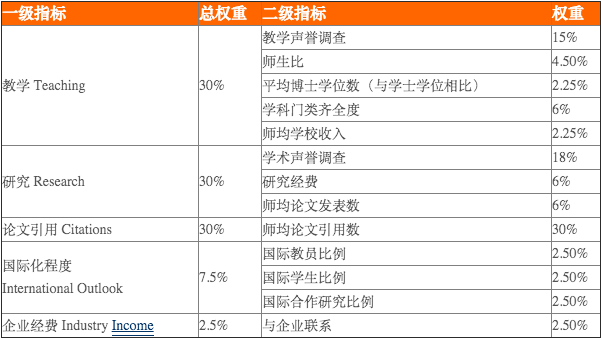 一级指标 总权重 二级指标 权重
教学 Teaching 30% 教学声誉调查 15%
师生比 4.50%
平均博士学位数（与学士学位相比） 2.25%
学科门类齐全度 6%
师均学校收入 2.25%
研究 Research 30% 学术声誉调查 18%
研究经费 6%
师均论文发表数 6%
论文引用 Citations 30% 师均论文引用数 30%
国际化程度
International Outlook 7.5% 国际教员比例 2.50%
国际学生比例 2.50%
国际合作研究比例 2.50%
企业经费 Industry Income 2.5% 与企业联系 2.50%